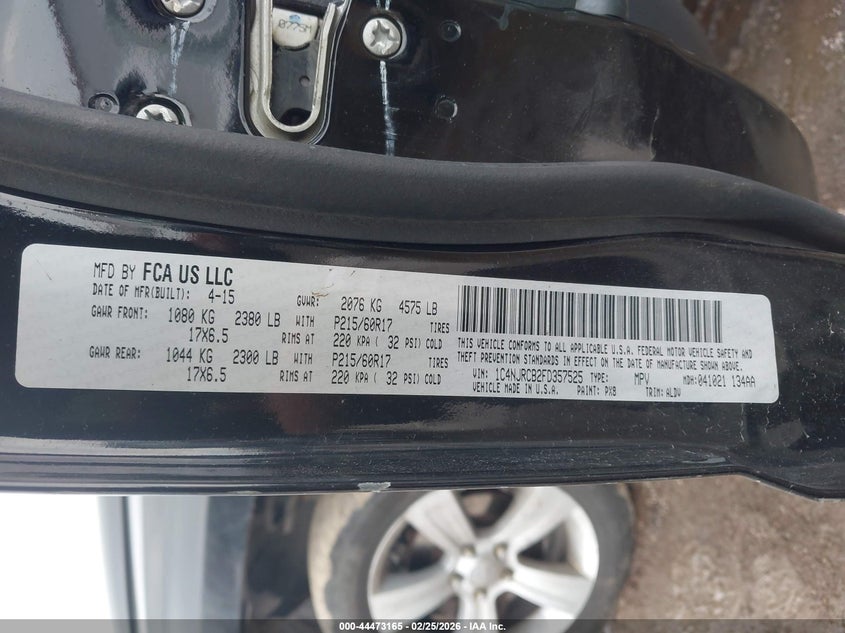 077SM
MFD BY FCA US LLC
DATE OF MFR(BUILT): 4-15 GVWR: 2076 KG 4575 LB
GAWR FRONT: 1080 KG 2380 LB WITH P215/60R17 TIRES
17X6.5 RIMS AT 220 KPA ( 32 PSI) COLD
GAWR REAR: 1044 KG 2300 LB WITH P215/60R17 TIRES
17X6.5 RIMS AT 220 KPA ( 32 PSI) COLD
THIS VEHICLE CONFORMS TO ALL APPLICABLE U.S.A. FEDERAL MOTOR VEHICLE SAFETY AND
THEFT PREVENTION STANDARDS IN EFFECT ON THE DATE OF MANUFACTURE SHOWN ABOVE.
VIN: 1C4NJRCB2FD357525 TYPE: MPV MDH:041021 134AA
VEHICLE MADE IN U.S.A. PAINT: PX8 TRIM: ALDV
000-44473165 - 02/25/2026 - IAA Inc.